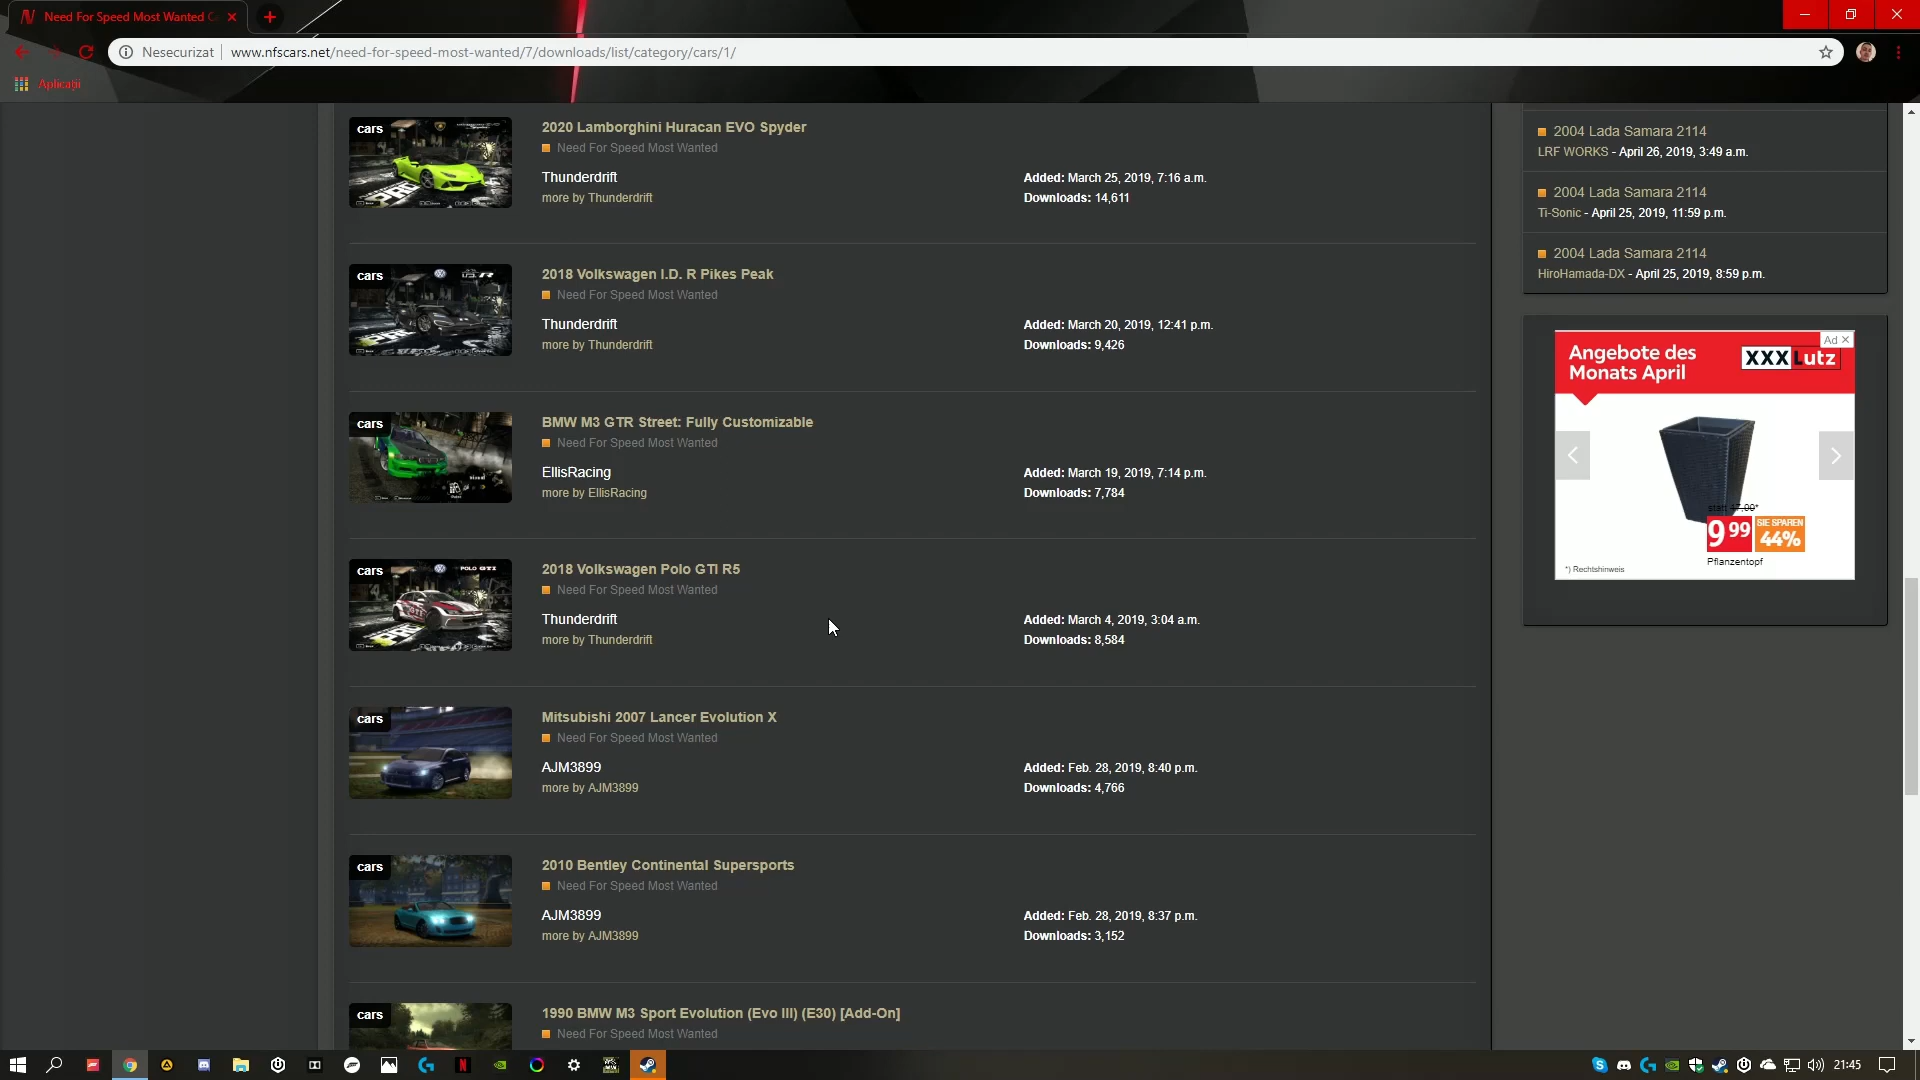 Need For Speed Most Wanted C
Nesecurizat
www.nfscars.net/need-for-speed-most-wanted/7/downloads/list/category/cars/1/
Aplicații
cars
2020 Lamborghini Huracan EVO Spyder
Need For Speed Most Wanted
Thunderdrift
more by Thunderdrift
Added: March 25, 2019, 7:16 a.m.
Downloads: 14,611
cars
2018 Volkswagen I.D. R Pikes Peak
Need For Speed Most Wanted
Thunderdrift
more by Thunderdrift
Added: March 20, 2019, 12:41 p.m.
Downloads: 9,426
cars
BMW M3 GTR Street: Fully Customizable
Need For Speed Most Wanted
EllisRacing
more by EllisRacing
Added: March 19, 2019, 7:14 p.m.
Downloads: 7,784
cars
POLO GTI
2018 Volkswagen Polo GTI R5
Need For Speed Most Wanted
Thunderdrift
more by Thunderdrift
Added: March 4, 2019, 3:04 a.m.
Downloads: 8,584
cars
Mitsubishi 2007 Lancer Evolution X
Need For Speed Most Wanted
AJM3899
more by AJM3899
Added: Feb. 28, 2019, 8:40 p.m.
Downloads: 4,766
cars
2010 Bentley Continental Supersports
Need For Speed Most Wanted
AJM3899
more by AJM3899
Added: Feb. 28, 2019, 8:37 p.m.
Downloads: 3,152
cars
1990 BMW M3 Sport Evolution (Evo III) (E30) [Add-On]
Need For Speed Most Wanted
2004 Lada Samara 2114
LRF WORKS - April 26, 2019, 3:49 a.m.
2004 Lada Samara 2114
Ti-Sonic - April 25, 2019, 11:59 p.m.
2004 Lada Samara 2114
HiroHamada-DX - April 25, 2019, 8:59 p.m.
Ad
Angebote des
Monats April
XXXLutz
statt 17,90*
9 99
SIE SPAREN
44%
Pflanzentopf
*) Rechtshinweis
21:45